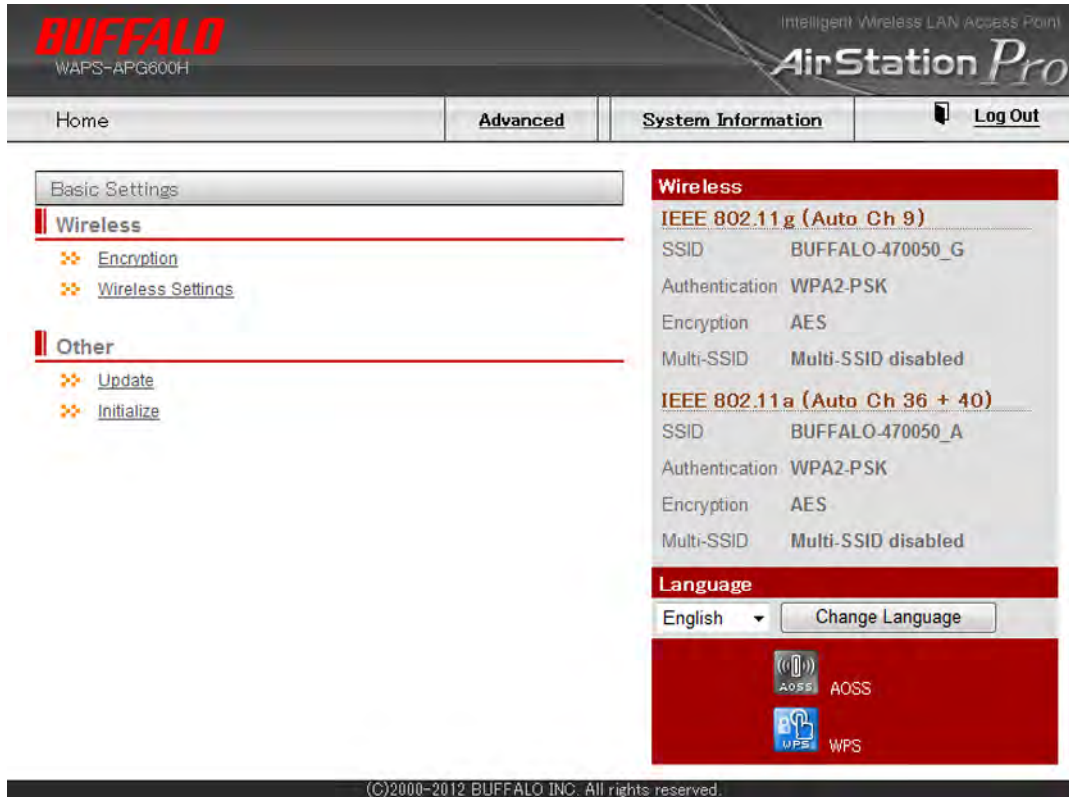 BUFFALO
WAPS-APG600H
Intelligent Wireless LAN Access Point
AirStation Pro
Home
Advanced
System Information
Log Out
Basic Settings
Wireless
Encryption
Wireless Settings
Other
Update
Initialize
Wireless
IEEE 802.11g (Auto Ch 9)
SSID BUFFALO-470050_G
Authentication WPA2-PSK
Encryption AES
Multi-SSID Multi-SSID disabled
IEEE 802.11a (Auto Ch 36 + 40)
SSID BUFFALO-470050_A
Authentication WPA2-PSK
Encryption AES
Multi-SSID Multi-SSID disabled
Language
English Change Language
AOSS AOSS
WPS WPS
(C)2000-2012 BUFFALO INC. All rights reserved.